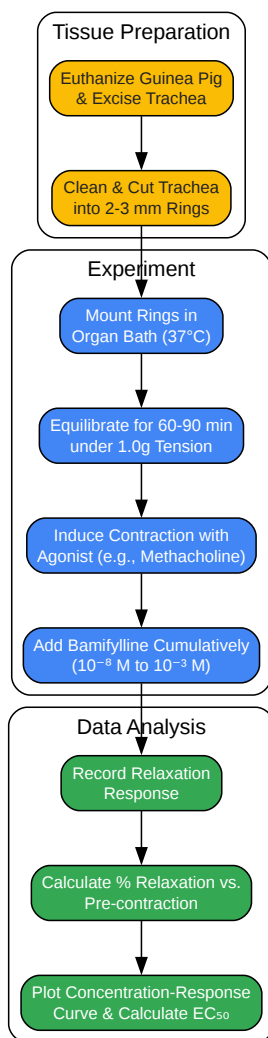 Tissue Preparation
Euthanize Guinea Pig
& Excise Trachea
Clean & Cut Trachea
into 2-3 mm Rings
Experiment
Mount Rings in
Organ Bath (37°C)
Equilibrate for 60-90 min
under 1.0g Tension
Induce Contraction with
Agonist (e.g., Methacholine)
Add Bamifylline Cumulatively
(10⁻⁸ M to 10⁻³ M)
Data Analysis
Record Relaxation
Response
Calculate % Relaxation vs.
Pre-contraction
Plot Concentration-Response
Curve & Calculate EC₅₀